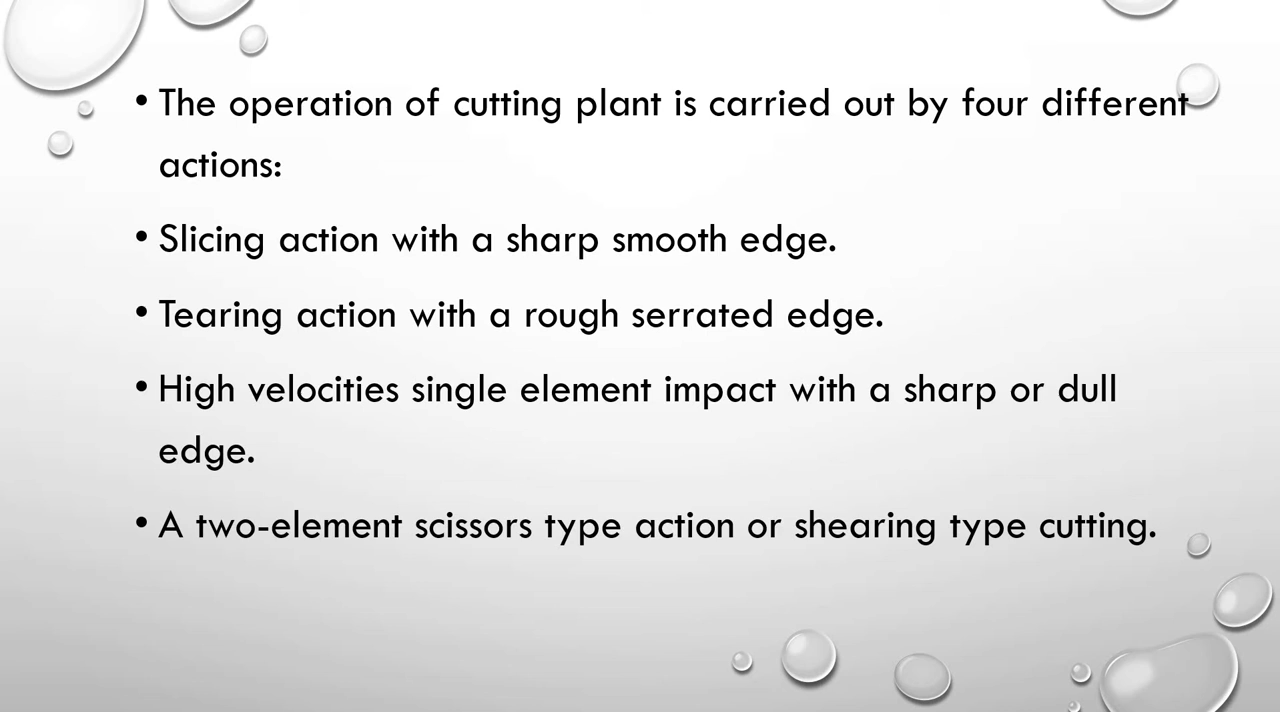 • The operation of cutting plant is carried out by four different
actions:
• Slicing action with a sharp smooth edge.
• Tearing action with a rough serrated edge.
• High velocities single element impact with a sharp or dull
edge.
• A two-element scissors type action or shearing type cutting.